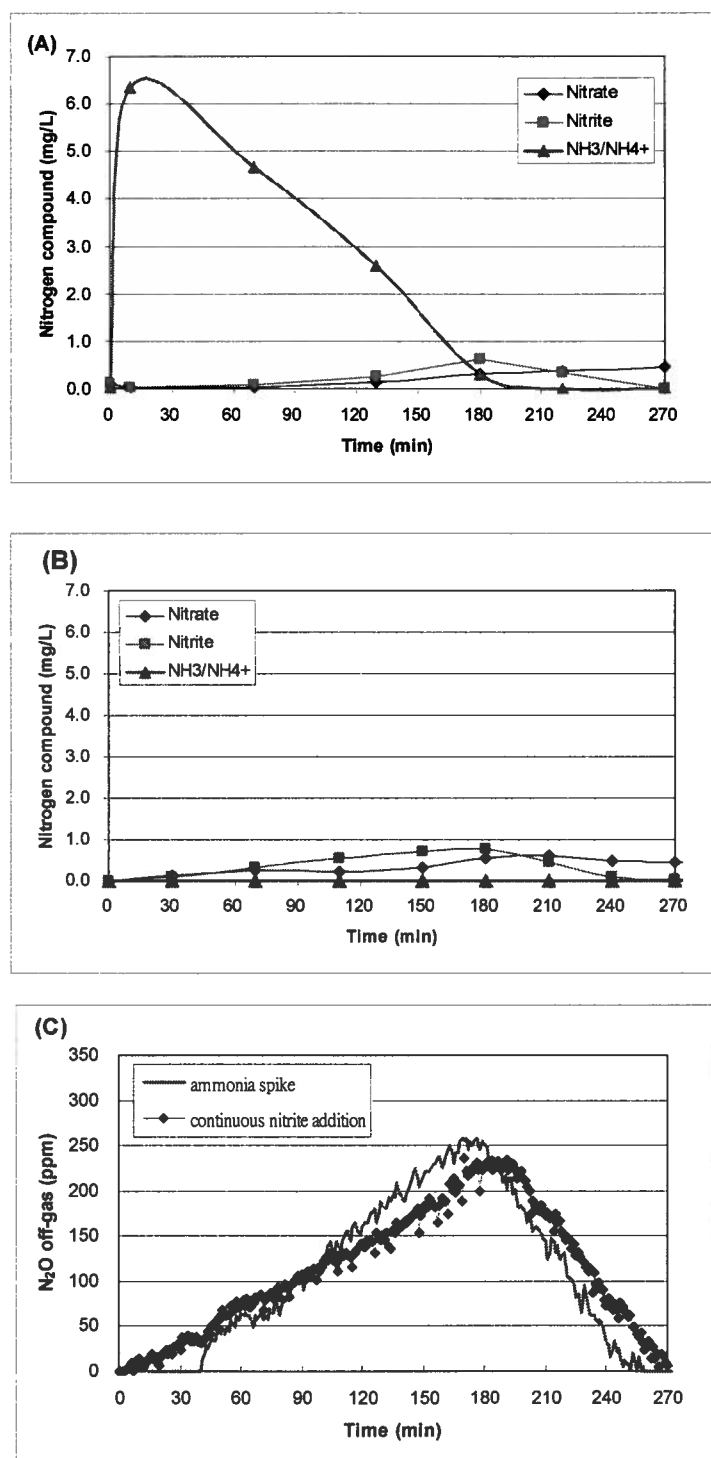 (A)
7.0
6.0
5.0
4.0
3.0
2.0
1.0
0.0
Nitrogen compound (mg/L)
Nitrate
Nitrite
NH3/NH4+
0 30 60 90 120 150 180 210 240 270
Time (min)
(B)
7.0
6.0
5.0
4.0
3.0
2.0
1.0
0.0
Nitrogen compound (mg/L)
Nitrate
Nitrite
NH3/NH4+
0 30 60 90 120 150 180 210 240 270
Time (min)
(C)
350
300
250
200
150
100
50
0
N₂O off-gas (ppm)
ammonia spike
continuous nitrite addition
0 30 60 90 120 150 180 210 240 270
Time (min)